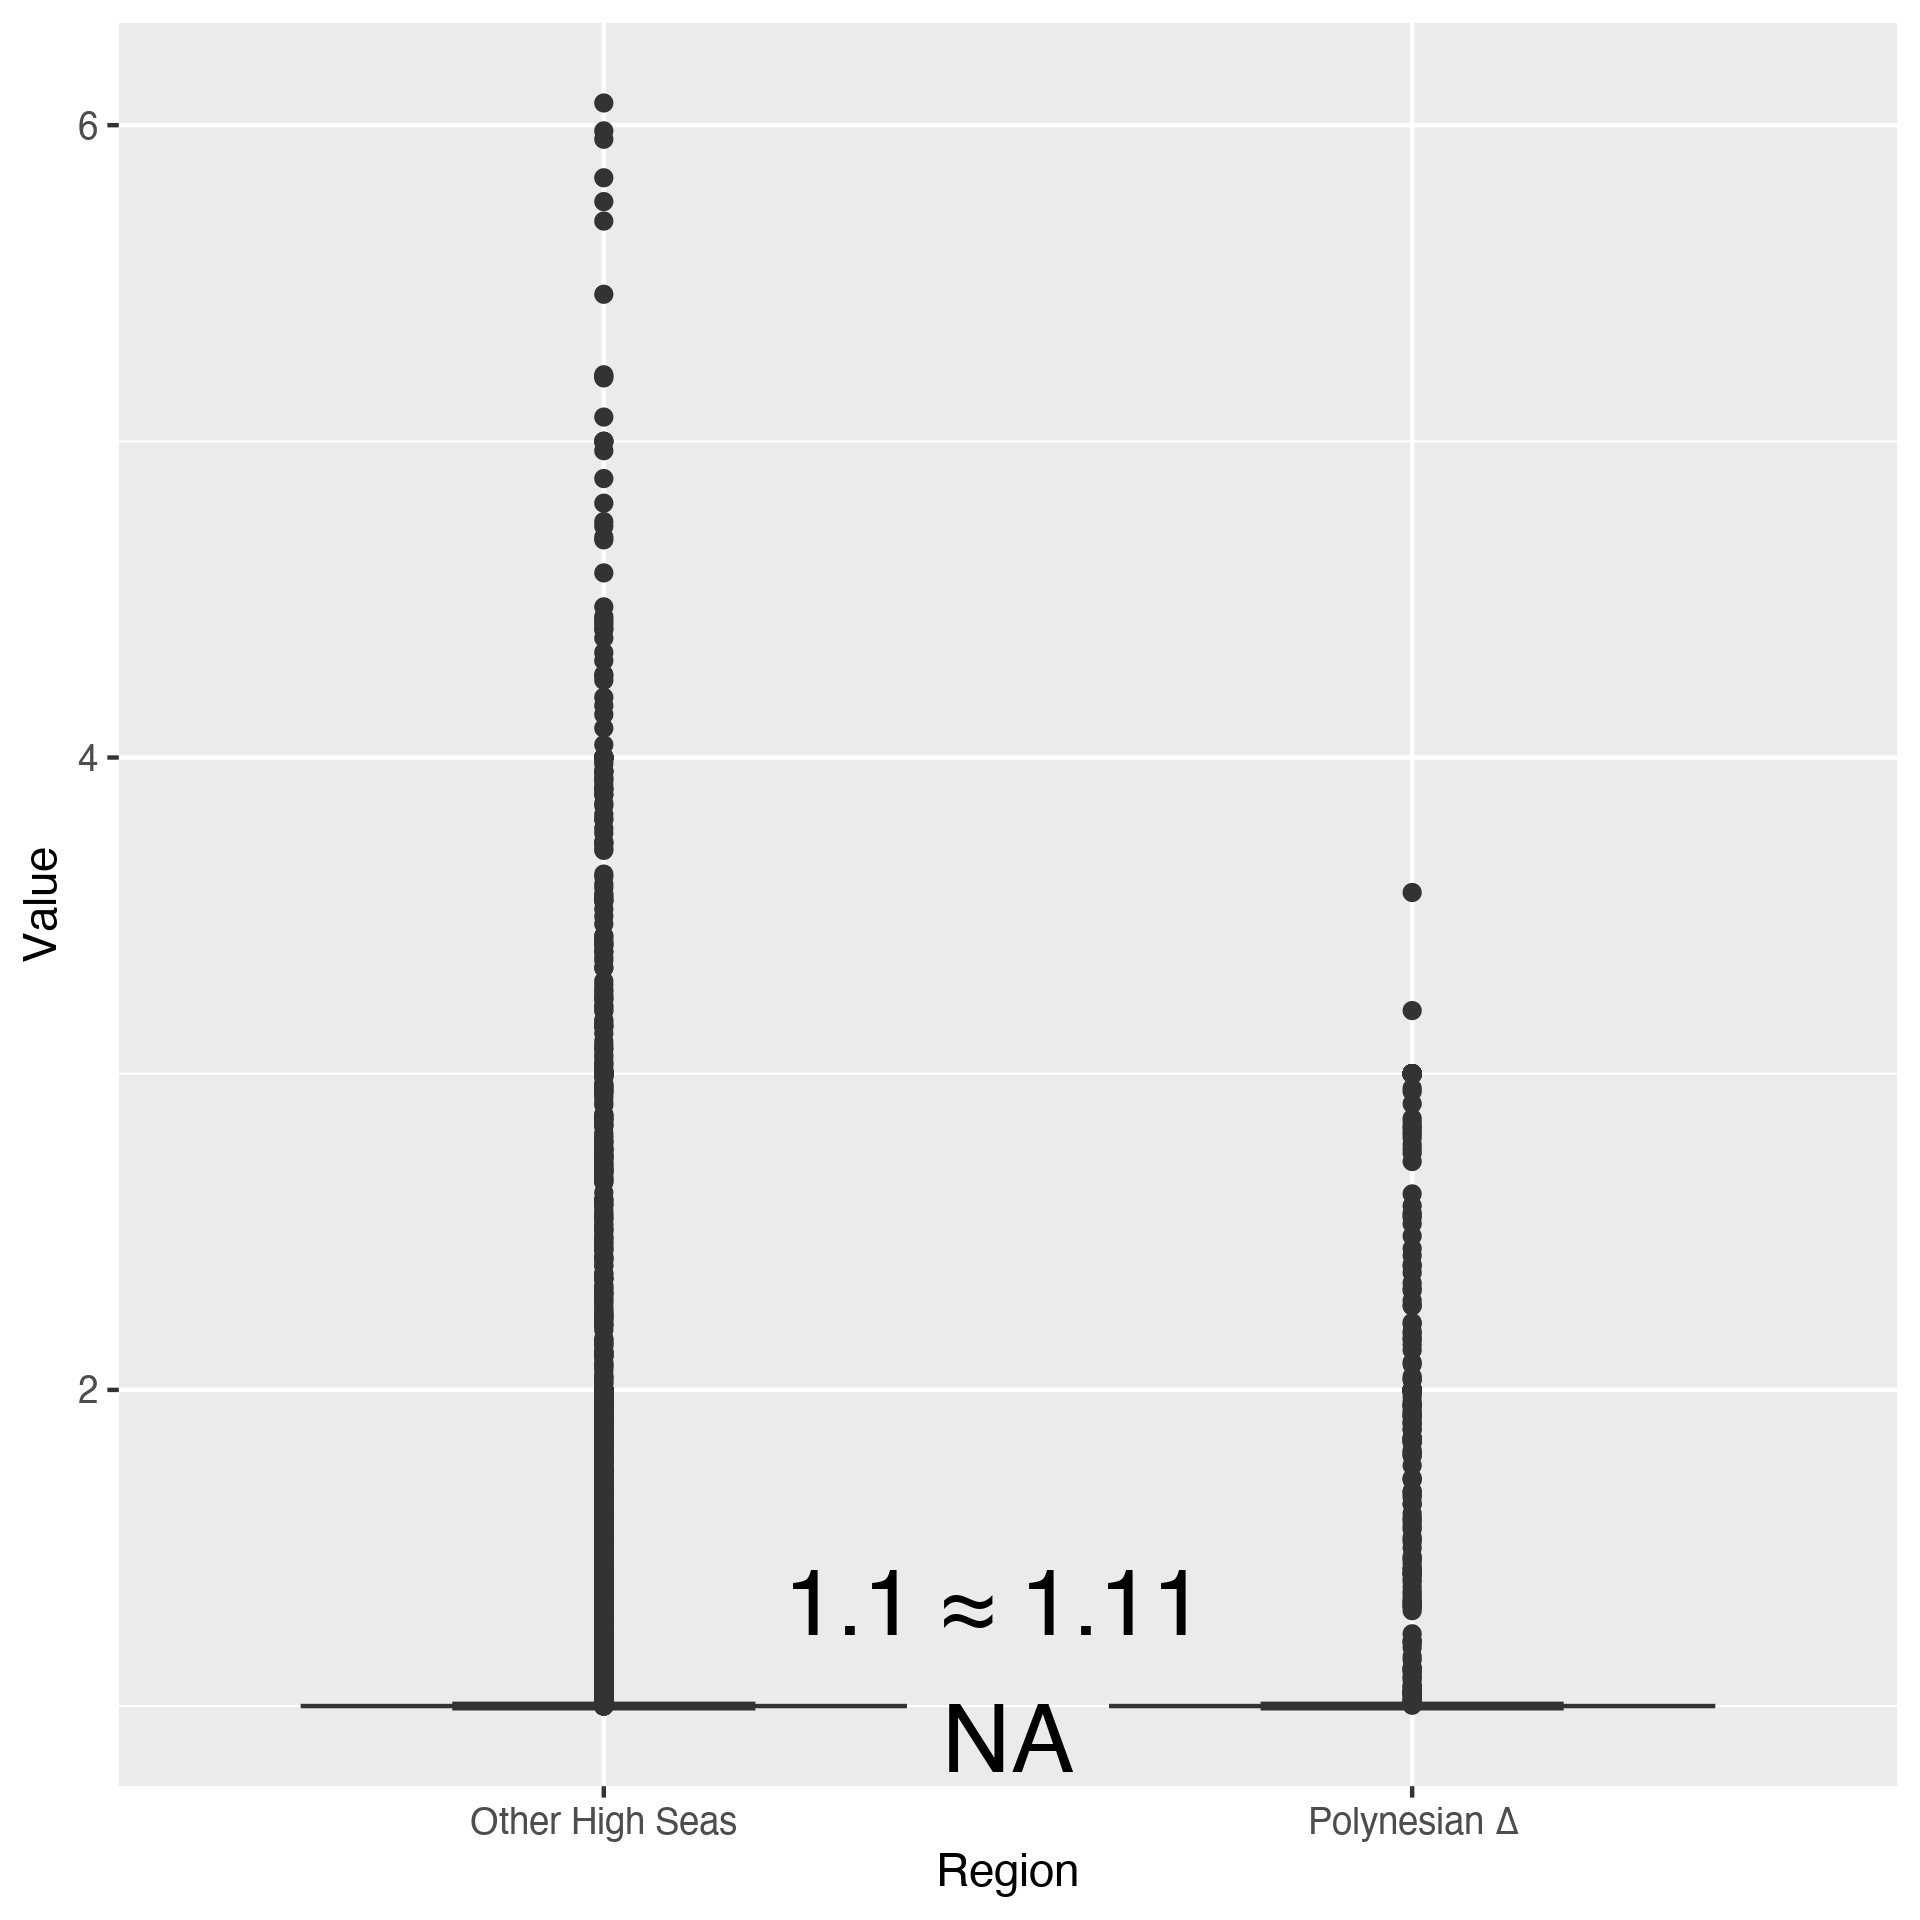 6
4
2
Value
1.1 ≈ 1.11
NA
Other High Seas
Polynesian Δ
Region